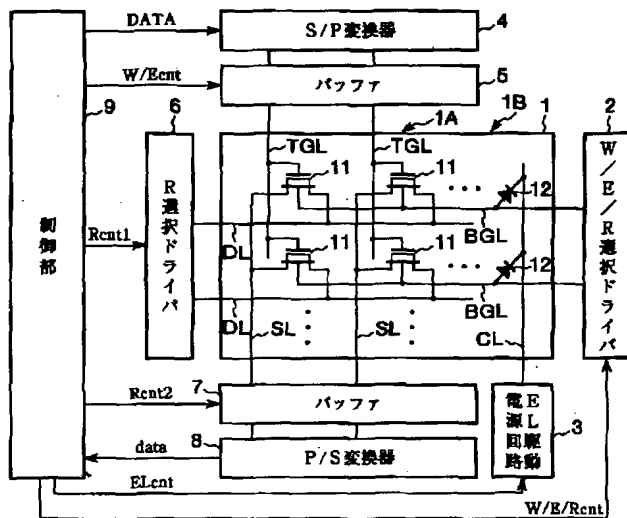 DATA
S/P変換器
4
W/Ecnt
バッファ
5
9
6
1A
1B
1
2
TGL
TGL
11
11
12
制御部
Rcnt1
R選択ドライバ
DL
BGL
W/E/R選択ドライバ
11
11
12
DL
BGL
SL
SL
CL
7
Rcnt2
バッファ
8
data
P/S変換器
EL駆動電源回路
3
ELcnt
W/E/Rcnt